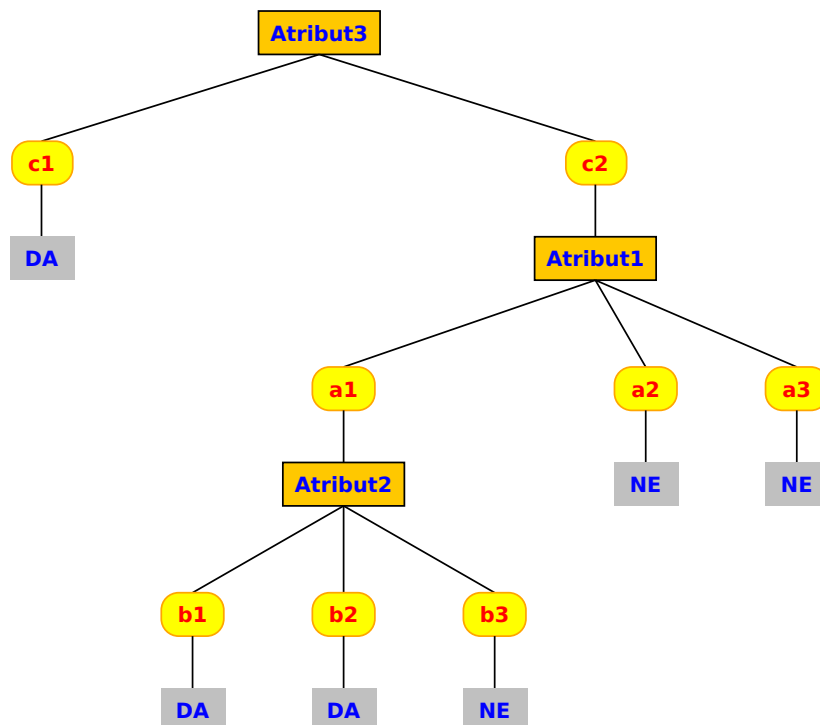 Atribut3
c1
c2
DA
Atribut1
a1
a2
a3
Atribut2
NE
NE
b1
b2
b3
DA
DA
NE